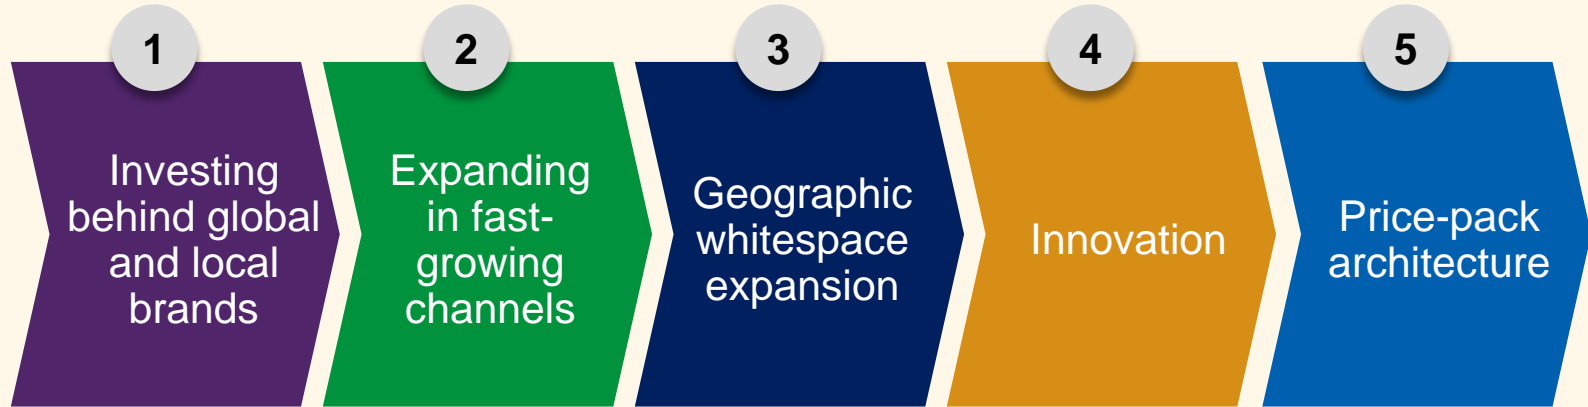 1
Investing
behind global
and local
brands
2
Expanding
in fast-
growing
channels
3
Geographic
whitespace
expansion
4
Innovation
5
Price-pack
architecture